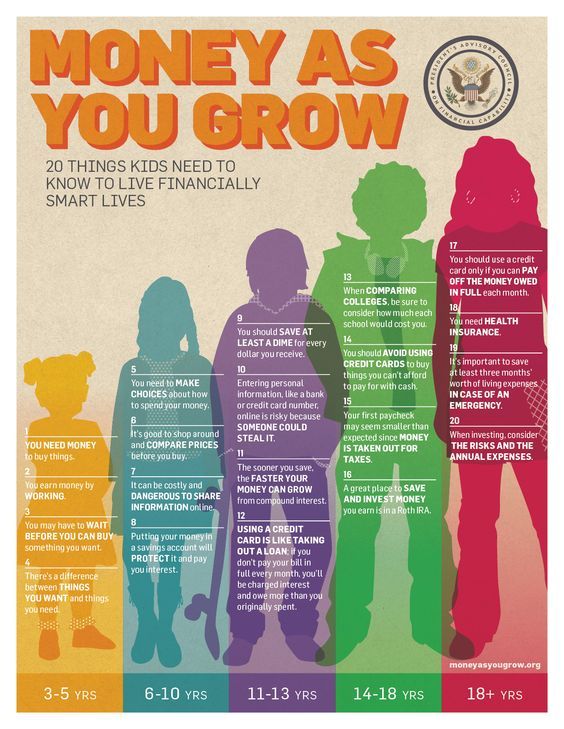 MONEY AS
YOU GROW
20 THINGS KIDS NEED TO
KNOW TO LIVE FINANCIALLY
SMART LIVES
PRESIDENT'S ADVISORY COUNCIL
ON FINANCIAL CAPABILITY
1
YOU NEED MONEY
to buy things.
2
You earn money by
WORKING.
3
You may have to WAIT
BEFORE YOU CAN BUY
something you want.
4
There's a difference
between THINGS
YOU WANT and things
you need.
5
You need to MAKE
CHOICES about how
to spend your money.
6
It's good to shop around
and COMPARE PRICES
before you buy.
7
It can be costly and
DANGEROUS TO SHARE
INFORMATION online.
8
Putting your money in
a savings account will
PROTECT it and pay
you interest.
9
You should SAVE AT
LEAST A DIME for every
dollar you receive.
10
Entering personal
information, like a bank
or credit card number,
online is risky because
SOMEONE COULD
STEAL IT.
11
The sooner you save,
the FASTER YOUR
MONEY CAN GROW
from compound interest.
12
USING A CREDIT
CARD IS LIKE TAKING
OUT A LOAN; if you
don't pay your bill in
full every month, you'll
be charged interest
and owe more than you
originally spent.
13
When COMPARING
COLLEGES, be sure to
consider how much each
school would cost you.
14
You should AVOID USING
CREDIT CARDS to buy
things you can't afford
to pay for with cash.
15
Your first paycheck
may seem smaller than
expected since MONEY
IS TAKEN OUT FOR
TAXES.
16
A great place to SAVE
AND INVEST MONEY
you earn is in a Roth IRA.
17
You should use a credit
card only if you can PAY
OFF THE MONEY OWED
IN FULL each month.
18
You need HEALTH
INSURANCE.
19
It's important to save
at least three months'
worth of living expenses
IN CASE OF AN
EMERGENCY.
20
When investing, consider
THE RISKS AND THE
ANNUAL EXPENSES.
moneyasyougrow.org
3-5 YRS
6-10 YRS
11-13 YRS
14-18 YRS
18+ YRS